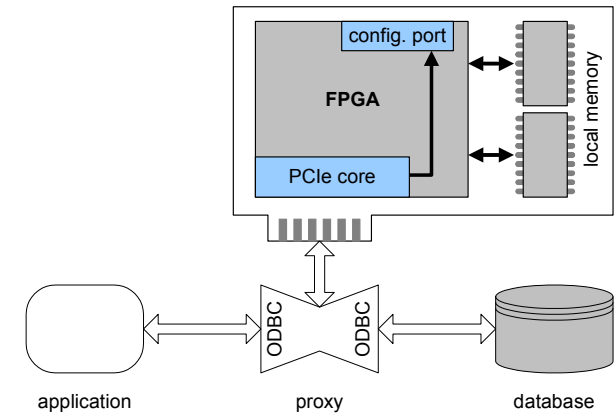 config. port
FPGA
local memory
PCIe core
ODBC
ODBC
application
proxy
database